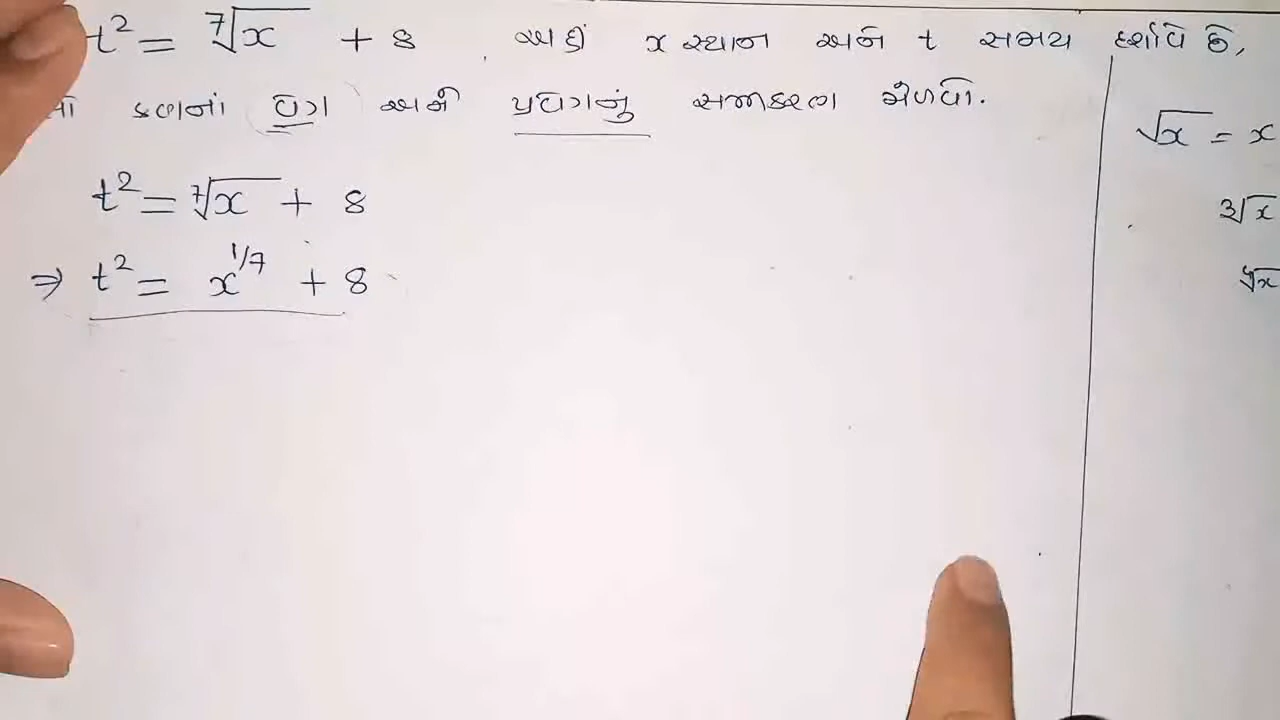 t² = ⁷√x + 8 , અહીં x સ્થાન અને t સમય દર્શાવે છે,
કણનાં વેગ અને પ્રવેગનું સમીકરણ મેળવો.
t² = ⁷√x + 8
⇒ t² = x^1/7 + 8
√x = x
³√x
⁴√x